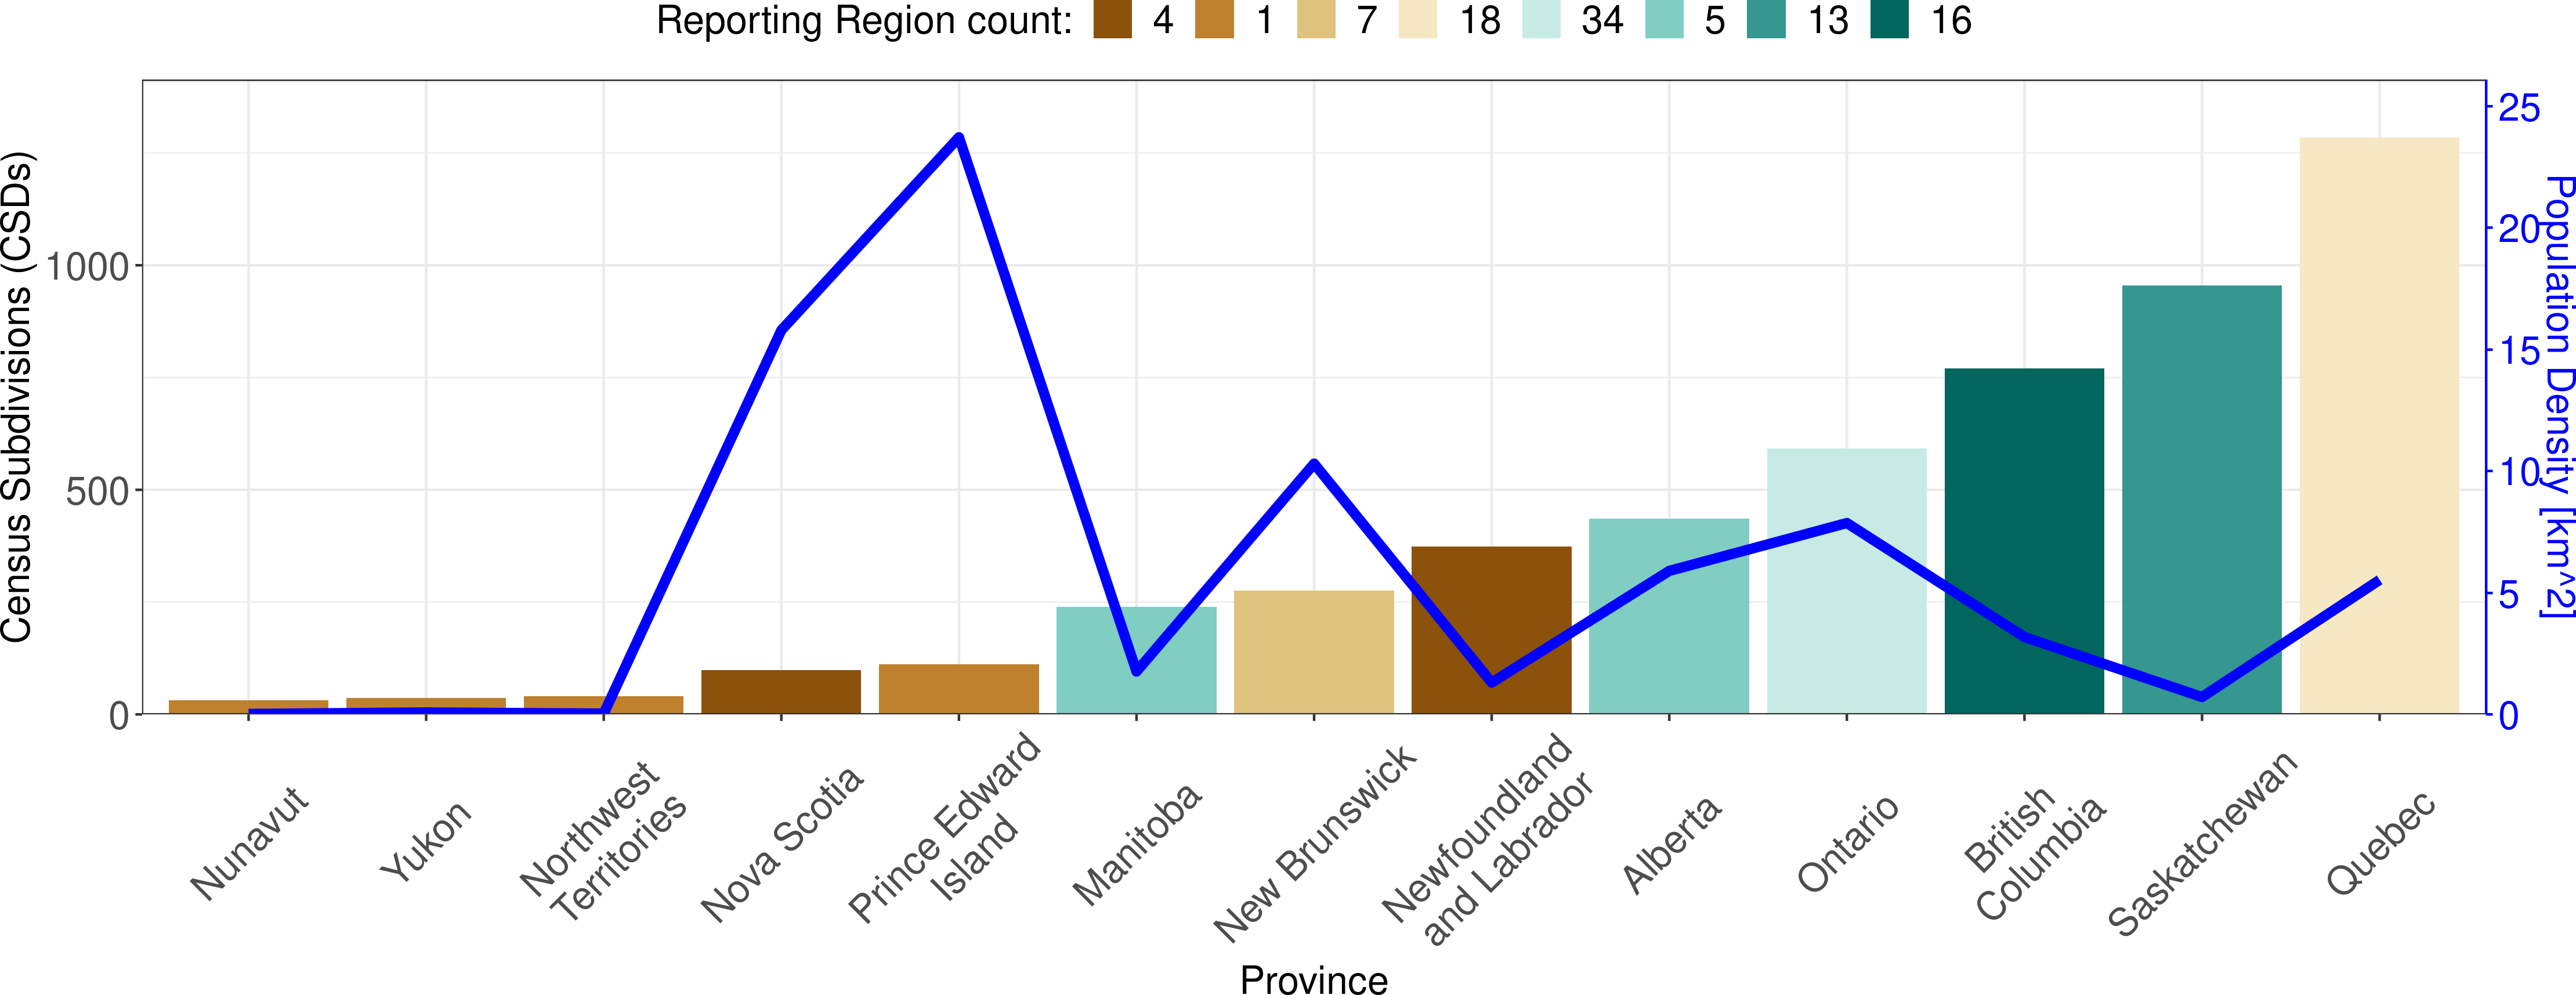 Reporting Region count: 4 1 7 18 34 5 13 16
Census Subdivisions (CSDs)
1000
500
0
25
20
15
10
5
0
Population Density [km^2]
Nunavut
Yukon
Northwest
Territories
Nova Scotia
Prince Edward
Island
Manitoba
New Brunswick
Newfoundland
and Labrador
Alberta
Ontario
British
Columbia
Saskatchewan
Quebec
Province